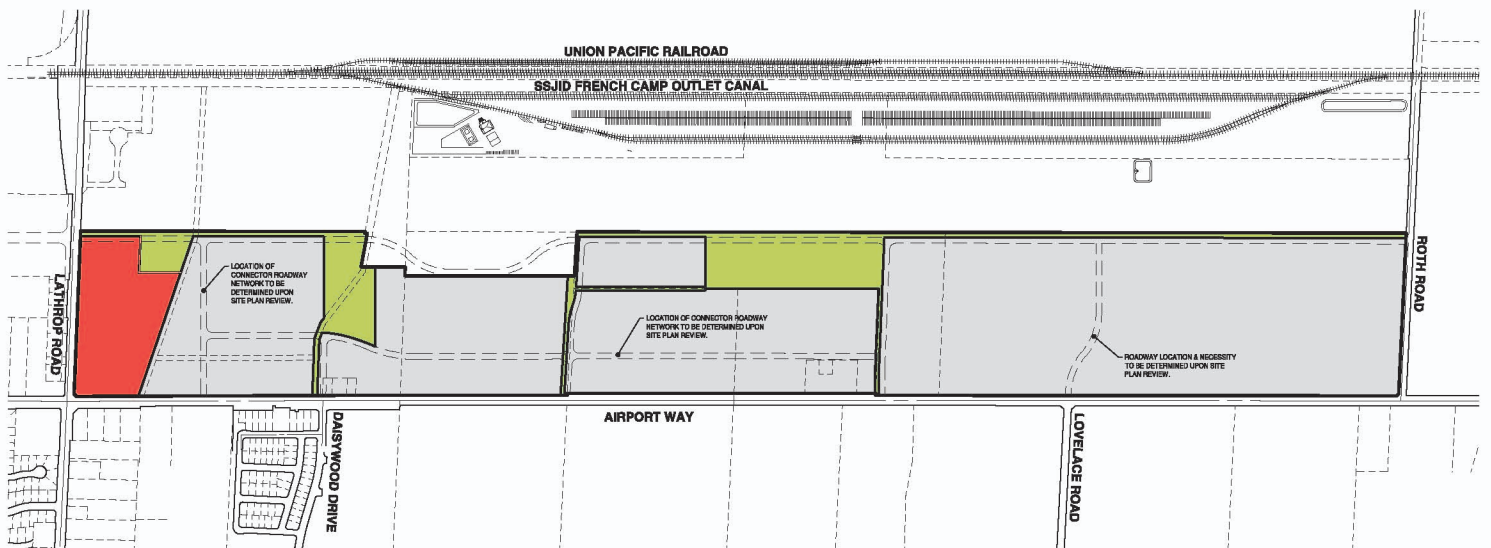 UNION PACIFIC RAILROAD
SSJID FRENCH CAMP OUTLET CANAL
LATHROP ROAD
LOCATION OF
CONNECTOR ROADWAY
NETWORK TO BE
DETERMINED UPON
SITE PLAN REVIEW.
LOCATION OF CONNECTOR ROADWAY
NETWORK TO BE DETERMINED UPON
SITE PLAN REVIEW.
ROADWAY LOCATION & NECESSITY
TO BE DETERMINED UPON SITE
PLAN REVIEW.
ROTH ROAD
AIRPORT WAY
DAISYWOOD DRIVE
LOVELACE ROAD